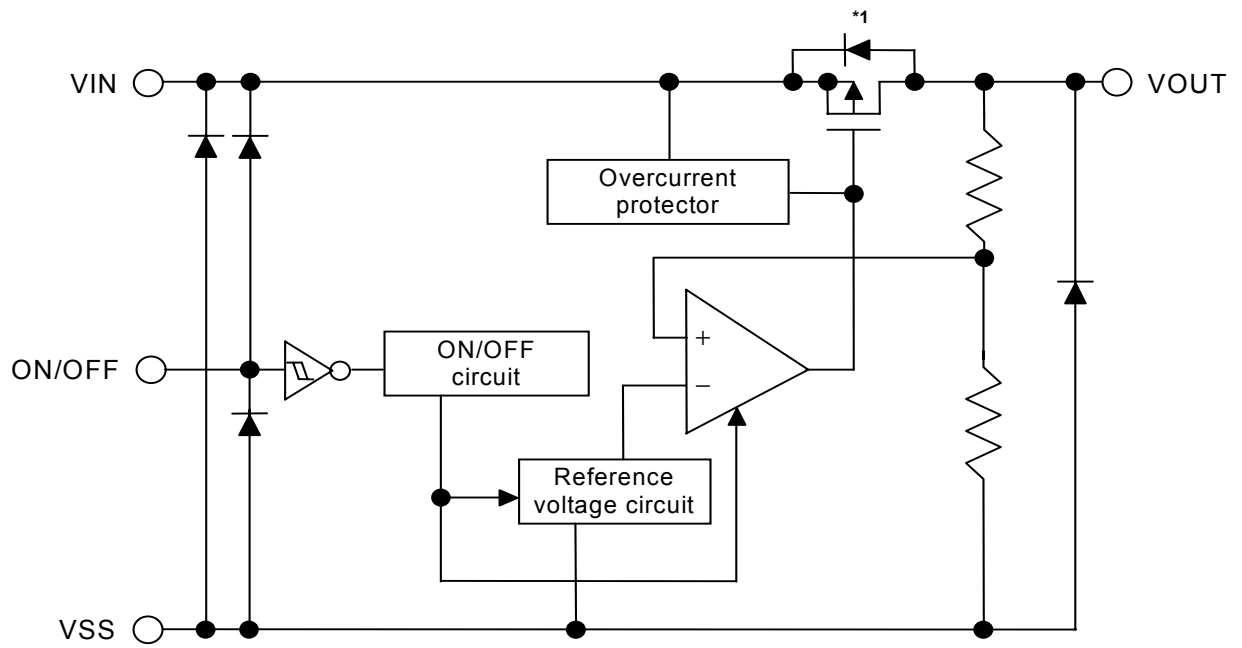 *1
VIN
VOUT
Overcurrent
protector
+
−
ON/OFF
ON/OFF
circuit
Reference
voltage circuit
VSS